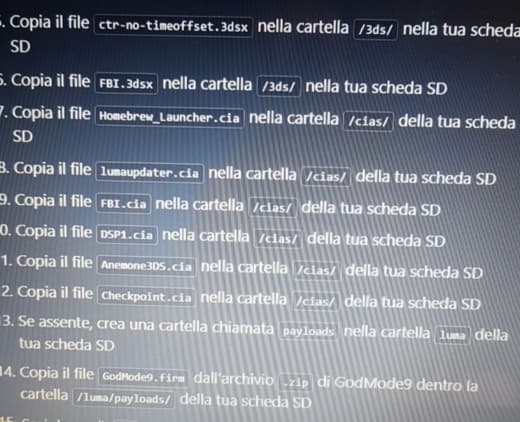 5. Copia il file ctr-no-timeoffset.3dsx nella cartella /3ds/ nella tua scheda
SD
6. Copia il file FBI.3dsx nella cartella /3ds/ nella tua scheda SD
7. Copia il file Homebrew_Launcher.cia nella cartella /cias/ della tua scheda
SD
8. Copia il file lumaupdater.cia nella cartella /cias/ della tua scheda SD
9. Copia il file FBI.cia nella cartella /cias/ della tua scheda SD
0. Copia il file DSP1.cia nella cartella /cias/ della tua scheda SD
1. Copia il file Anemone3DS.cia nella cartella /cias/ della tua scheda SD
2. Copia il file Checkpoint.cia nella cartella /cias/ della tua scheda SD
3. Se assente, crea una cartella chiamata payloads nella cartella luma della
tua scheda SD
14. Copia il file GodMode9.firm dall'archivio .zip di GodMode9 dentro la
cartella /luma/payloads/ della tua scheda SD